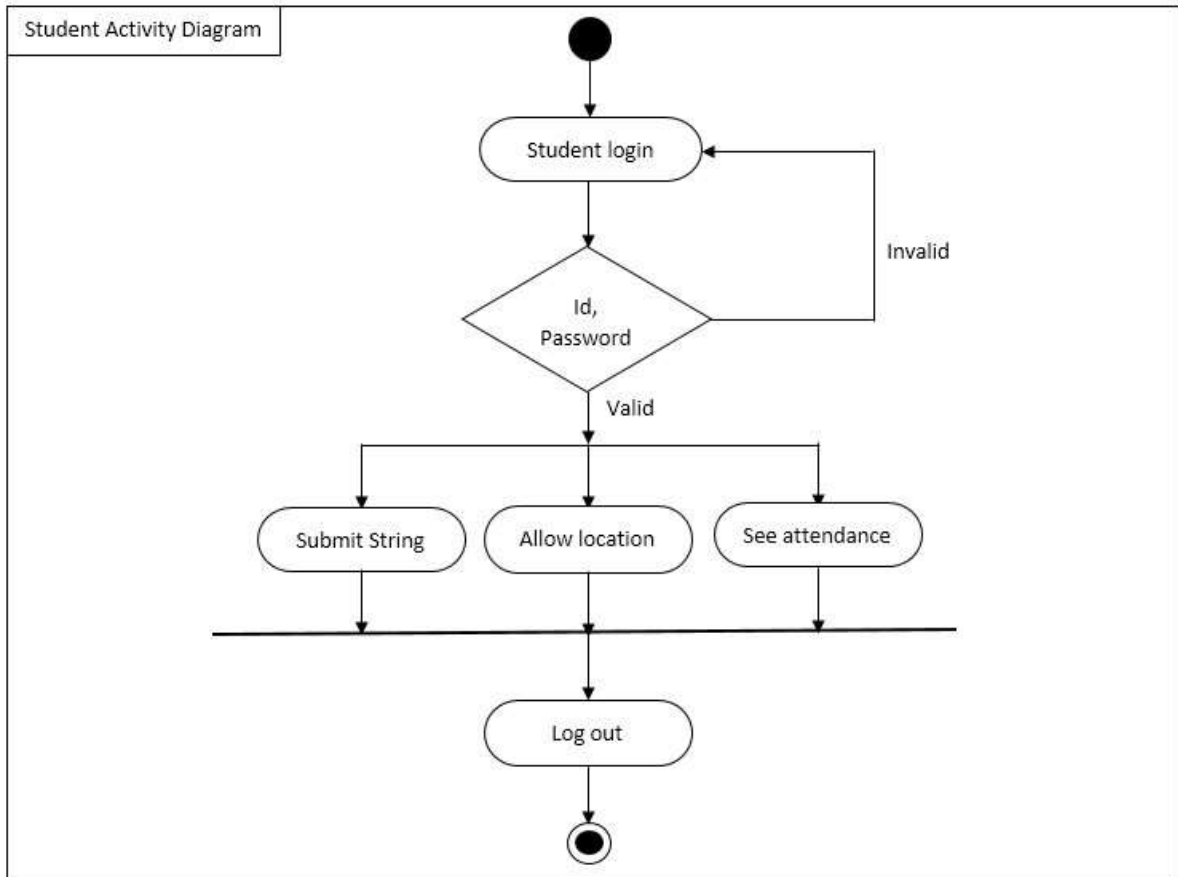 Student Activity Diagram
Student login
Invalid
Id,
Password
Valid
Submit String
Allow location
See attendance
Log out